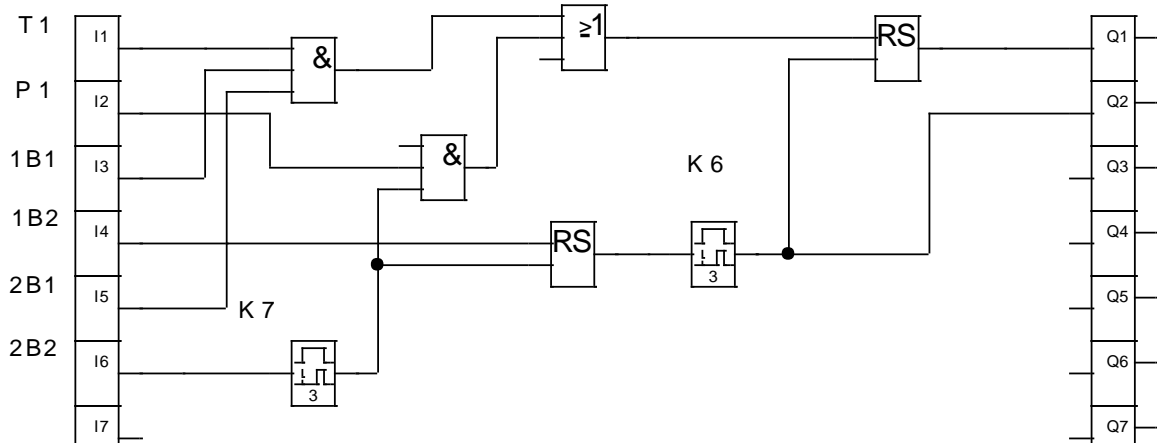 T 1
I1
&
≥1
RS
Q1
P 1
I2
Q2
1B1
I3
&
K 6
Q3
1B2
I4
RS
3
Q4
2B1
I5
K 7
Q5
2B2
I6
3
Q6
I7
Q7